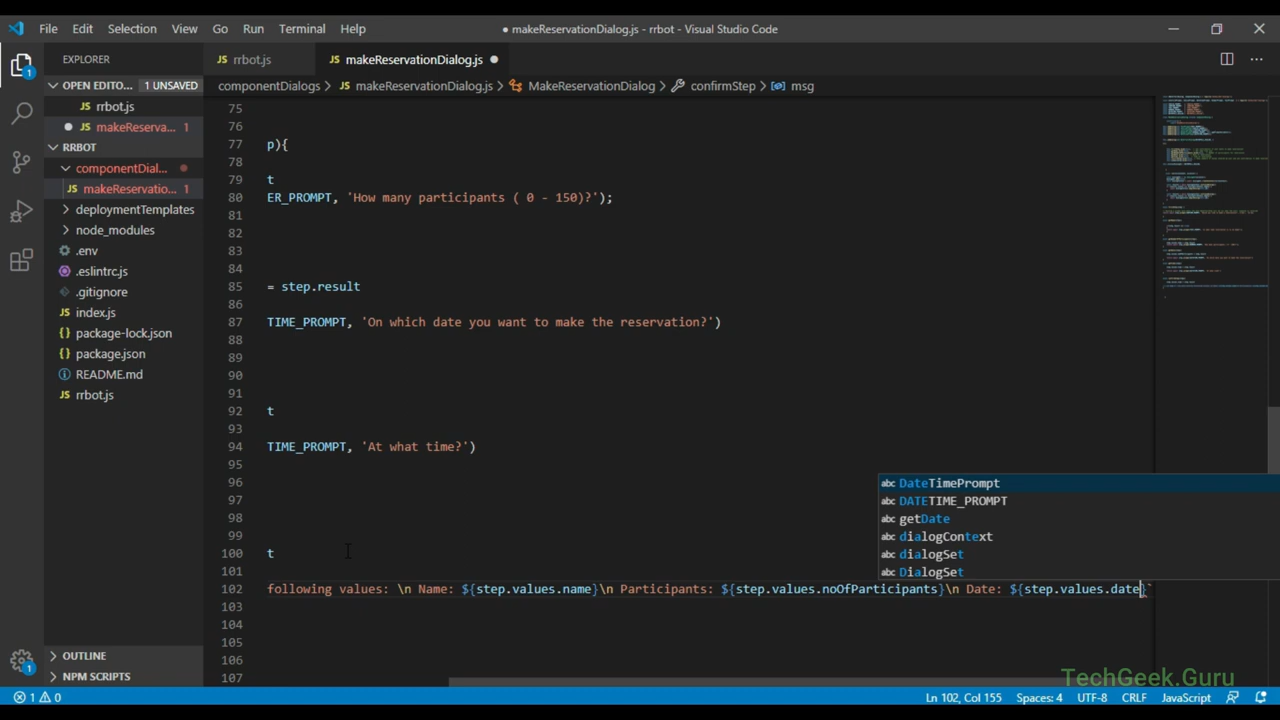 File Edit Selection View Go Run Terminal Help
● makeReservationDialog.js - rrbot - Visual Studio Code
EXPLORER
JS rrbot.js
JS makeReservationDialog.js ●
OPEN EDITO... 1 UNSAVED
JS rrbot.js
● JS makeReserva... 1
RRBOT
componentDial...
JS makeReservatio... 1
deploymentTemplates
node_modules
.env
.eslintrc.js
.gitignore
JS index.js
{} package-lock.json
{} package.json
README.md
JS rrbot.js
OUTLINE
NPM SCRIPTS
componentDialogs > JS makeReservationDialog.js > MakeReservationDialog > confirmStep > msg
75
76
77 p){
78
79 t
80 ER_PROMPT, 'How many participants ( 0 - 150)?');
81
82
83
84
85 = step.result
86
87 TIME_PROMPT, 'On which date you want to make the reservation?')
88
89
90
91
92 t
93
94 TIME_PROMPT, 'At what time?')
95
96
97
98
99
100 t
101
102 following values: \n Name: ${step.values.name}\n Participants: ${step.values.noOfParticipants}\n Date: ${step.values.date}`
103
104
105
106
107
abc DateTimePrompt
abc DATETIME_PROMPT
abc getDate
abc dialogContext
abc dialogSet
abc DialogSet
TechGeek.Guru
1 0
Ln 102, Col 155 Spaces: 4 UTF-8 CRLF JavaScript